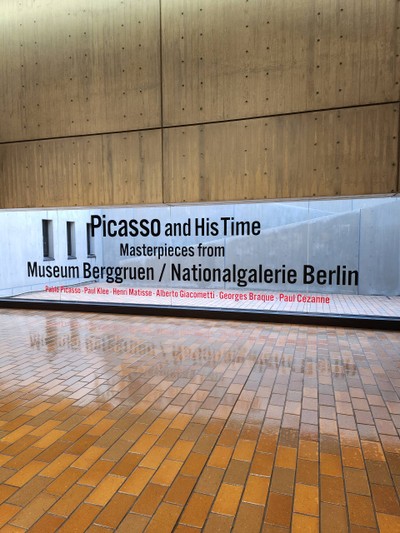 Picasso and His Time
Masterpieces from
Museum Berggruen / Nationalgalerie Berlin
Pablo Picasso · Paul Klee · Henri Matisse · Alberto Giacometti · Georges Braque · Paul Cezanne